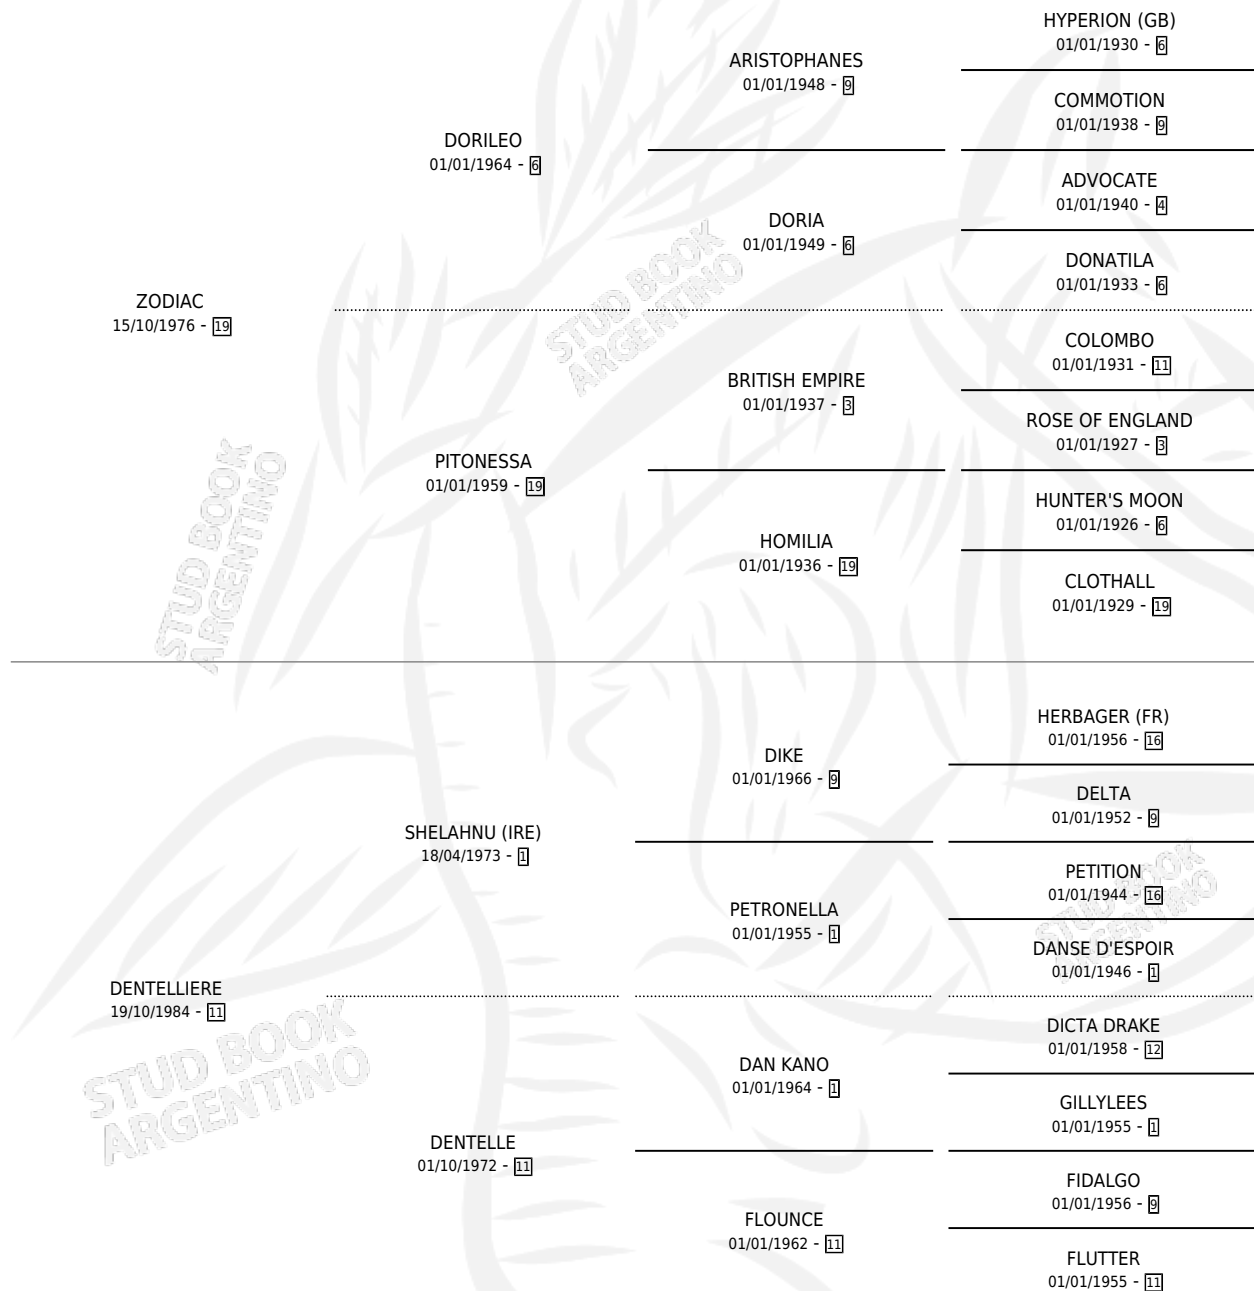 HYPERION (GB)
01/01/1930 - 6
ARISTOPHANES
01/01/1948 - 9
COMMOTION
01/01/1938 - 9
DORILEO
01/01/1964 - 6
ADVOCATE
01/01/1940 - 4
DORIA
01/01/1949 - 6
DONATILA
01/01/1933 - 6
ZODIAC
15/10/1976 - 19
STUD BOOK
ARGENTINO
COLOMBO
01/01/1931 - 11
BRITISH EMPIRE
01/01/1937 - 3
ROSE OF ENGLAND
01/01/1927 - 3
PITONESSA
01/01/1959 - 19
HUNTER'S MOON
01/01/1926 - 6
HOMILIA
01/01/1936 - 19
CLOTHALL
01/01/1929 - 19
STUD BOOK
ARGENTINO
HERBAGER (FR)
01/01/1956 - 16
DIKE
01/01/1966 - 9
DELTA
01/01/1952 - 9
SHELAHNU (IRE)
18/04/1973 - 1
PETITION
01/01/1944 - 16
PETRONELLA
01/01/1955 - 1
STUD BOOK
ARGENTINO
DANSE D'ESPOIR
01/01/1946 - 1
DENTELLIERE
19/10/1984 - 11
DICTA DRAKE
01/01/1958 - 12
STUD BOOK
ARGENTINO
DAN KANO
01/01/1964 - 1
GILLYLEES
01/01/1955 - 1
DENTELLE
01/10/1972 - 11
FIDALGO
01/01/1956 - 9
FLOUNCE
01/01/1962 - 11
FLUTTER
01/01/1955 - 11